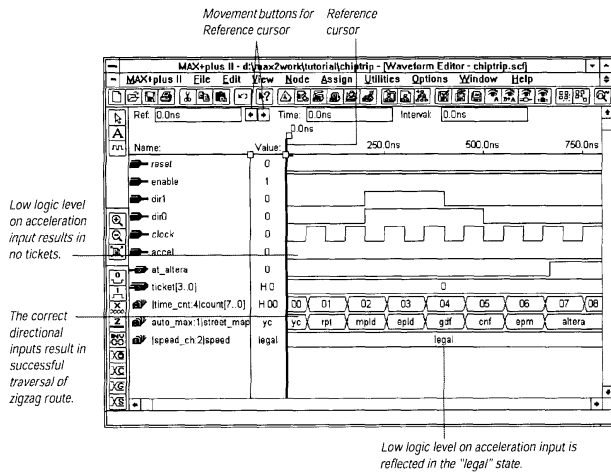 Movement buttons for
Reference cursor
Reference
cursor
MAX+plus II - d:\max2work\tutorial\chiptrip - [Waveform Editor - chiptrip.scf]
MAX+plus II File Edit View Node Assign Utilities Options Window Help
Ref: 0.0ns Time: 0.0ns Interval: 0.0ns
0.0ns
Name: Value: 250.0ns 500.0ns 750.0ns
reset 0
enable 1
dir1 0
dir0 0
clock 0
accel 0
at_altera 0
ticket[3..0] H 0 0
|time_cnt:4|count[7..0] H 00 00 01 02 03 04 05 06 07 08
auto_max:1|street_map yc yc rpt mpld epld gdf cnf epm altera
|speed_ch:2|speed legal legal
Low logic level
on acceleration
input results in
no tickets.
The correct
directional
inputs result in
successful
traversal of
zigzag route.
Low logic level on acceleration input is
reflected in the "legal" state.